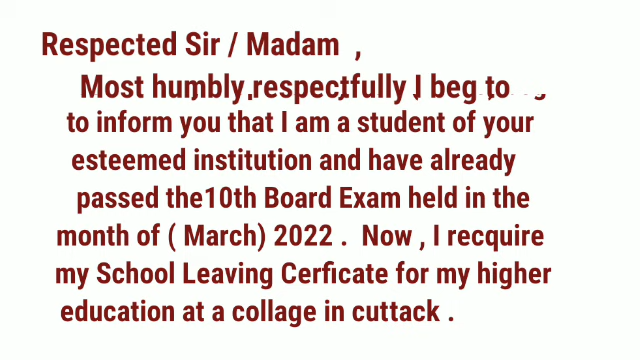 Respected Sir / Madam ,
Most humbly respectfully I beg to
to inform you that I am a student of your
esteemed institution and have already
passed the10th Board Exam held in the
month of ( March) 2022 . Now , I recquire
my School Leaving Cerficate for my higher
education at a collage in cuttack .